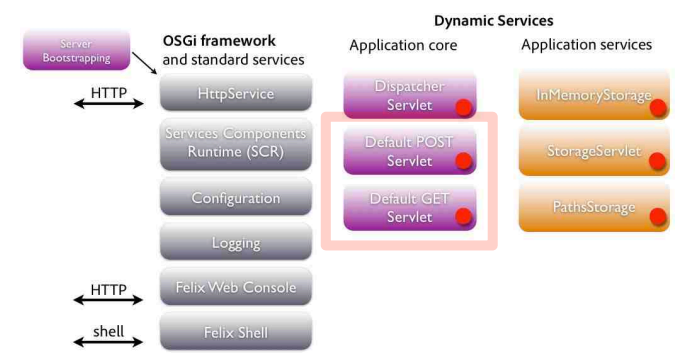 Dynamic Services
Server
Bootstrapping
OSGi framework
and standard services
Application core
Application services
HTTP
HttpService
Dispatcher
Servlet
InMemoryStorage
Services Components
Runtime (SCR)
Default POST
Servlet
StorageServlet
Configuration
Default GET
Servlet
PathsStorage
Logging
HTTP
Felix Web Console
shell
Felix Shell